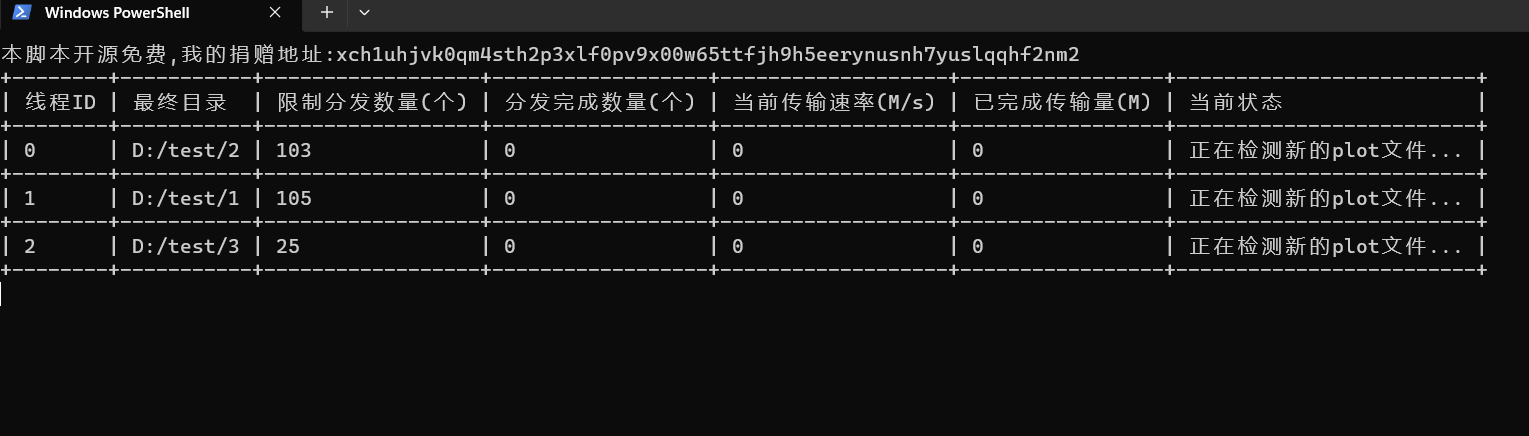 Windows PowerShell
本脚本开源免费,我的捐赠地址:xch1uhjvk0qm4sth2p3xlf0pv9x00w65ttfjh9h5eerynusnh7yuslqqhf2nm2
+--------+-----------+------------------+------------------+-------------------+-----------------+-------------------------+
| 线程ID | 最终目录 | 限制分发数量(个) | 分发完成数量(个) | 当前传输速率(M/s) | 已完成传输量(M) | 当前状态 |
+--------+-----------+------------------+------------------+-------------------+-----------------+-------------------------+
| 0 | D:/test/2 | 103 | 0 | 0 | 0 | 正在检测新的plot文件... |
+--------+-----------+------------------+------------------+-------------------+-----------------+-------------------------+
| 1 | D:/test/1 | 105 | 0 | 0 | 0 | 正在检测新的plot文件... |
+--------+-----------+------------------+------------------+-------------------+-----------------+-------------------------+
| 2 | D:/test/3 | 25 | 0 | 0 | 0 | 正在检测新的plot文件... |
+--------+-----------+------------------+------------------+-------------------+-----------------+-------------------------+